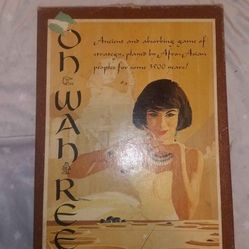 OH
WAH
REE
Ancient and absorbing game of
strategy, played by Afro-Asian
peoples for some 3500 years!